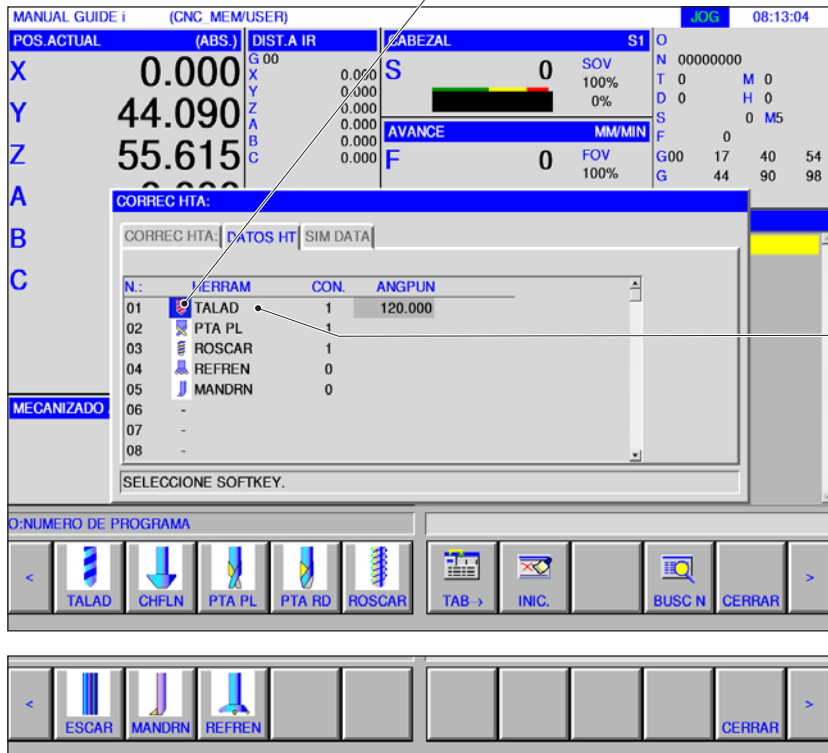 MANUAL GUIDE i (CNC_MEM/USER) JOG 08:13:04
POS.ACTUAL (ABS.) DIST.A IR CABEZAL S1 O
G 00 N 00000000
X 0.000 X 0.000 S 0 SOV 100% 0% T 0 M 0
Y 44.090 Y 0.000 D 0 H 0
Z 0.000 S 0 M5
A 0.000 AVANCE MM/MIN F 0
Z 55.615 B 0.000 F 0 FOV 100% G00 17 40 54
C 0.000 G 44 90 98
A
B
C
CORREC HTA:
CORREC HTA: DATOS HT SIM DATA
N.: HERRAM CON. ANGPUN
01 TALAD 1 120.000
02 PTA PL 1
03 ROSCAR 1
04 REFREN 0
05 MANDRN 0
06 -
07 -
08 -
SELECCIONE SOFTKEY.
MECANIZADO
O:NUMERO DE PROGRAMA
< TALAD CHFLN PTA PL PTA RD ROSCAR TAB→ INIC. BUSC N CERRAR >
< ESCAR MANDRN REFREN CERRAR >